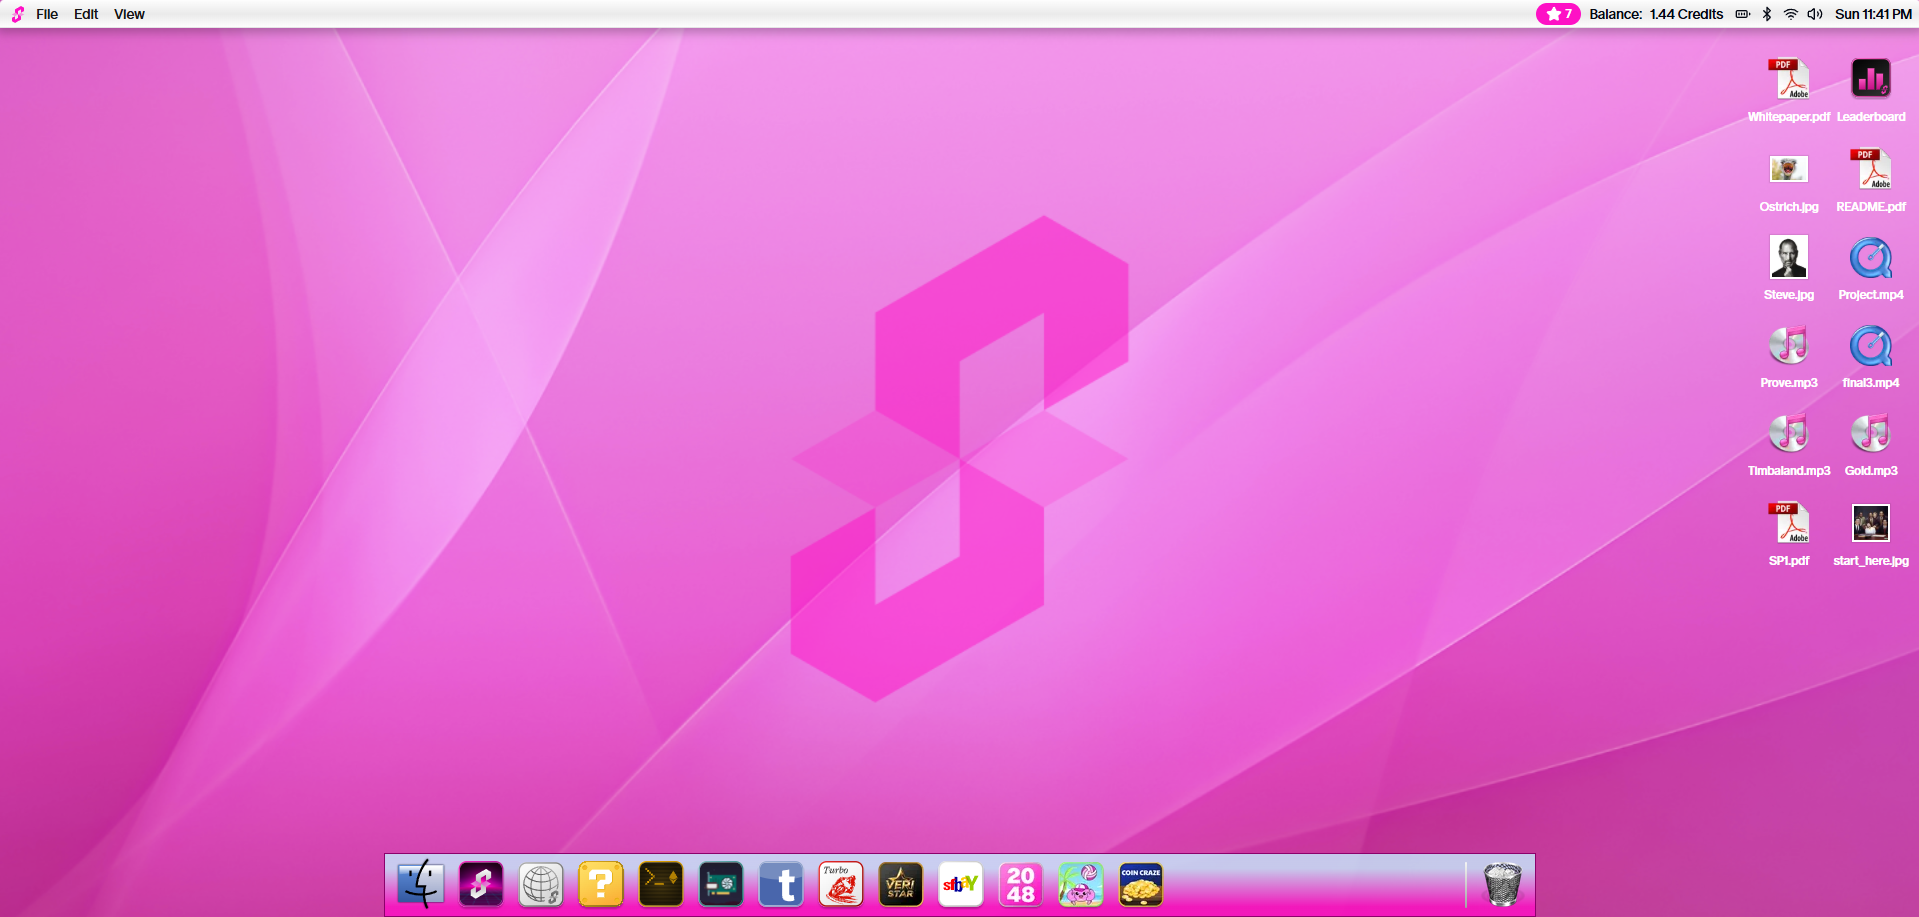 File Edit View 7 Balance: 1.44 Credits Sun 11:41 PM
PDF
Adobe
Whitepaper.pdf Leaderboard
PDF
Adobe
Ostrich.jpg README.pdf
Steve.jpg Project.mp4
Prove.mp3 final3.mp4
Timbaland.mp3 Gold.mp3
PDF
Adobe
SP1.pdf start_here.jpg
? >_ t Turbo VERI STAR sfbaY 20 48 COIN CRAZE